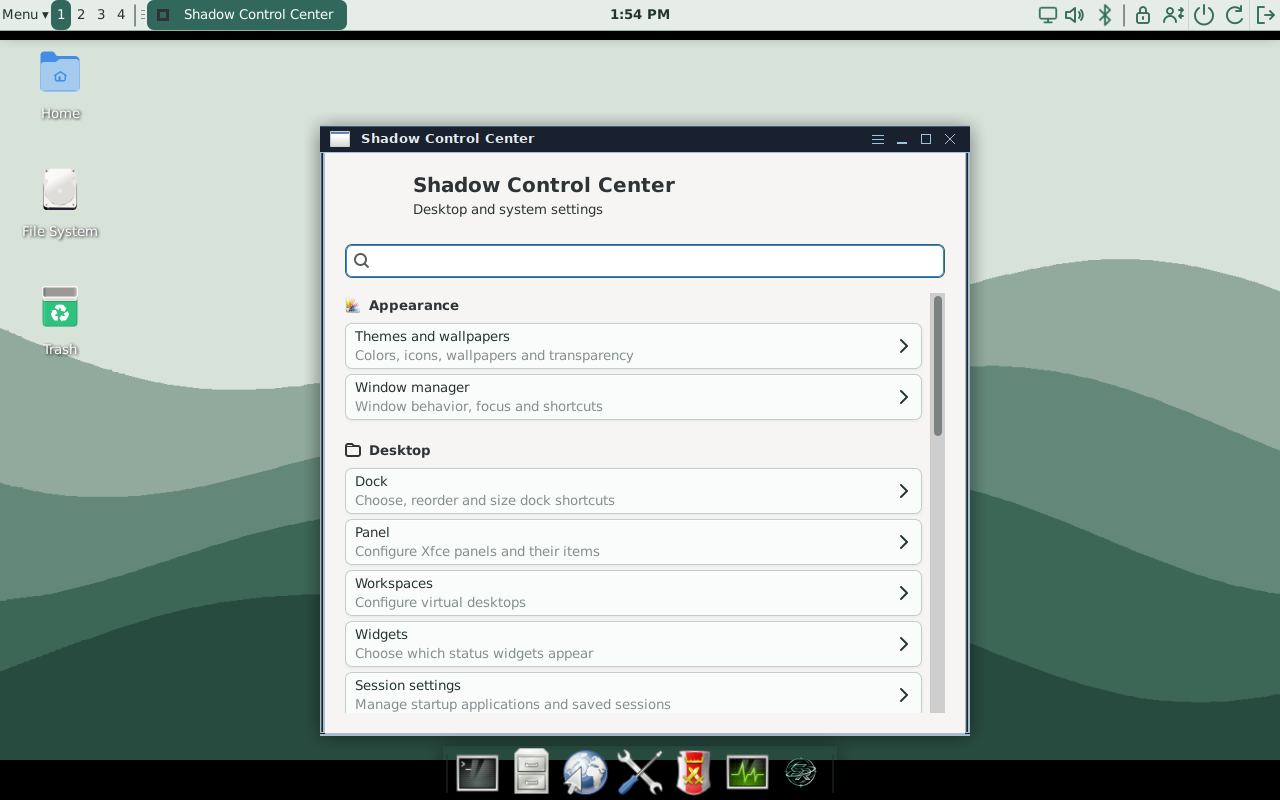 Menu ▾ 1 2 3 4 Shadow Control Center 1:54 PM
Home
File System
Trash
Shadow Control Center
Shadow Control Center
Desktop and system settings
Appearance
Themes and wallpapers
Colors, icons, wallpapers and transparency
Window manager
Window behavior, focus and shortcuts
Desktop
Dock
Choose, reorder and size dock shortcuts
Panel
Configure Xfce panels and their items
Workspaces
Configure virtual desktops
Widgets
Choose which status widgets appear
Session settings
Manage startup applications and saved sessions